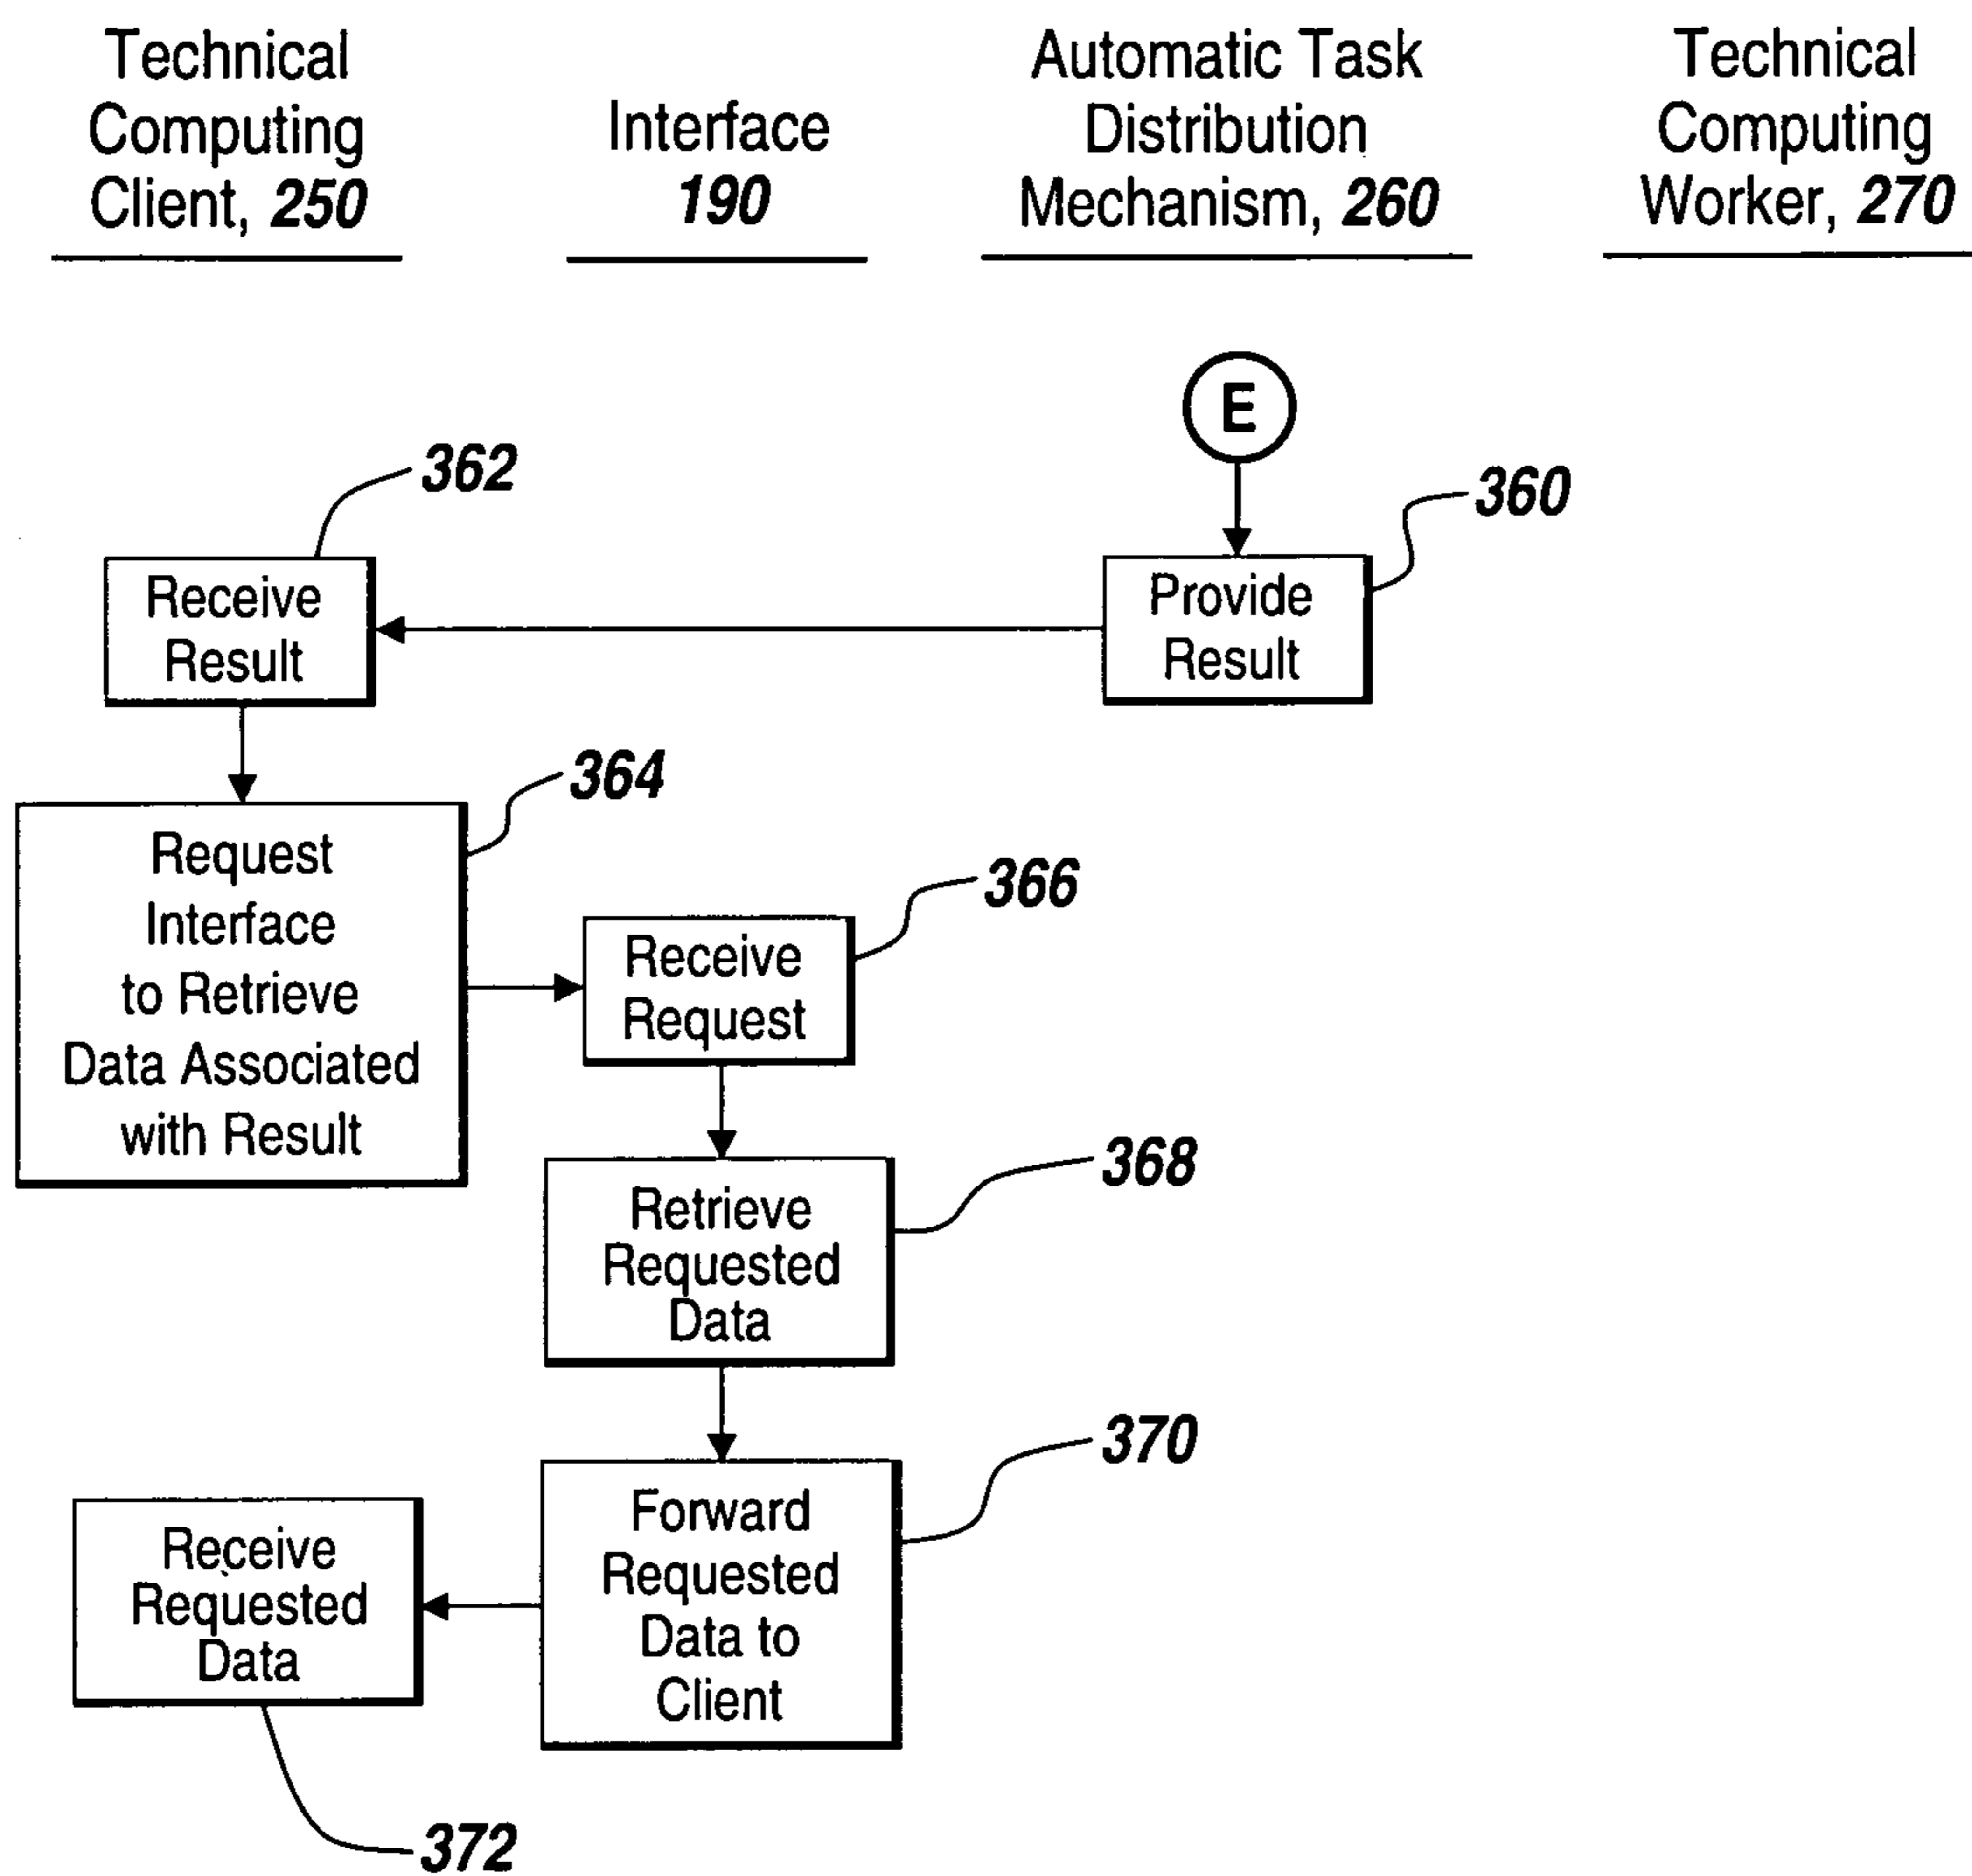 Technical
Computing
Client, 250
Interface
190
Automatic Task
Distribution
Mechanism, 260
Technical
Computing
Worker, 270
E
362
360
Receive
Result
Provide
Result
364
Request
Interface
to Retrieve
Data Associated
with Result
366
Receive
Request
368
Retrieve
Requested
Data
370
Forward
Requested
Data to
Client
Receive
Requested
Data
372